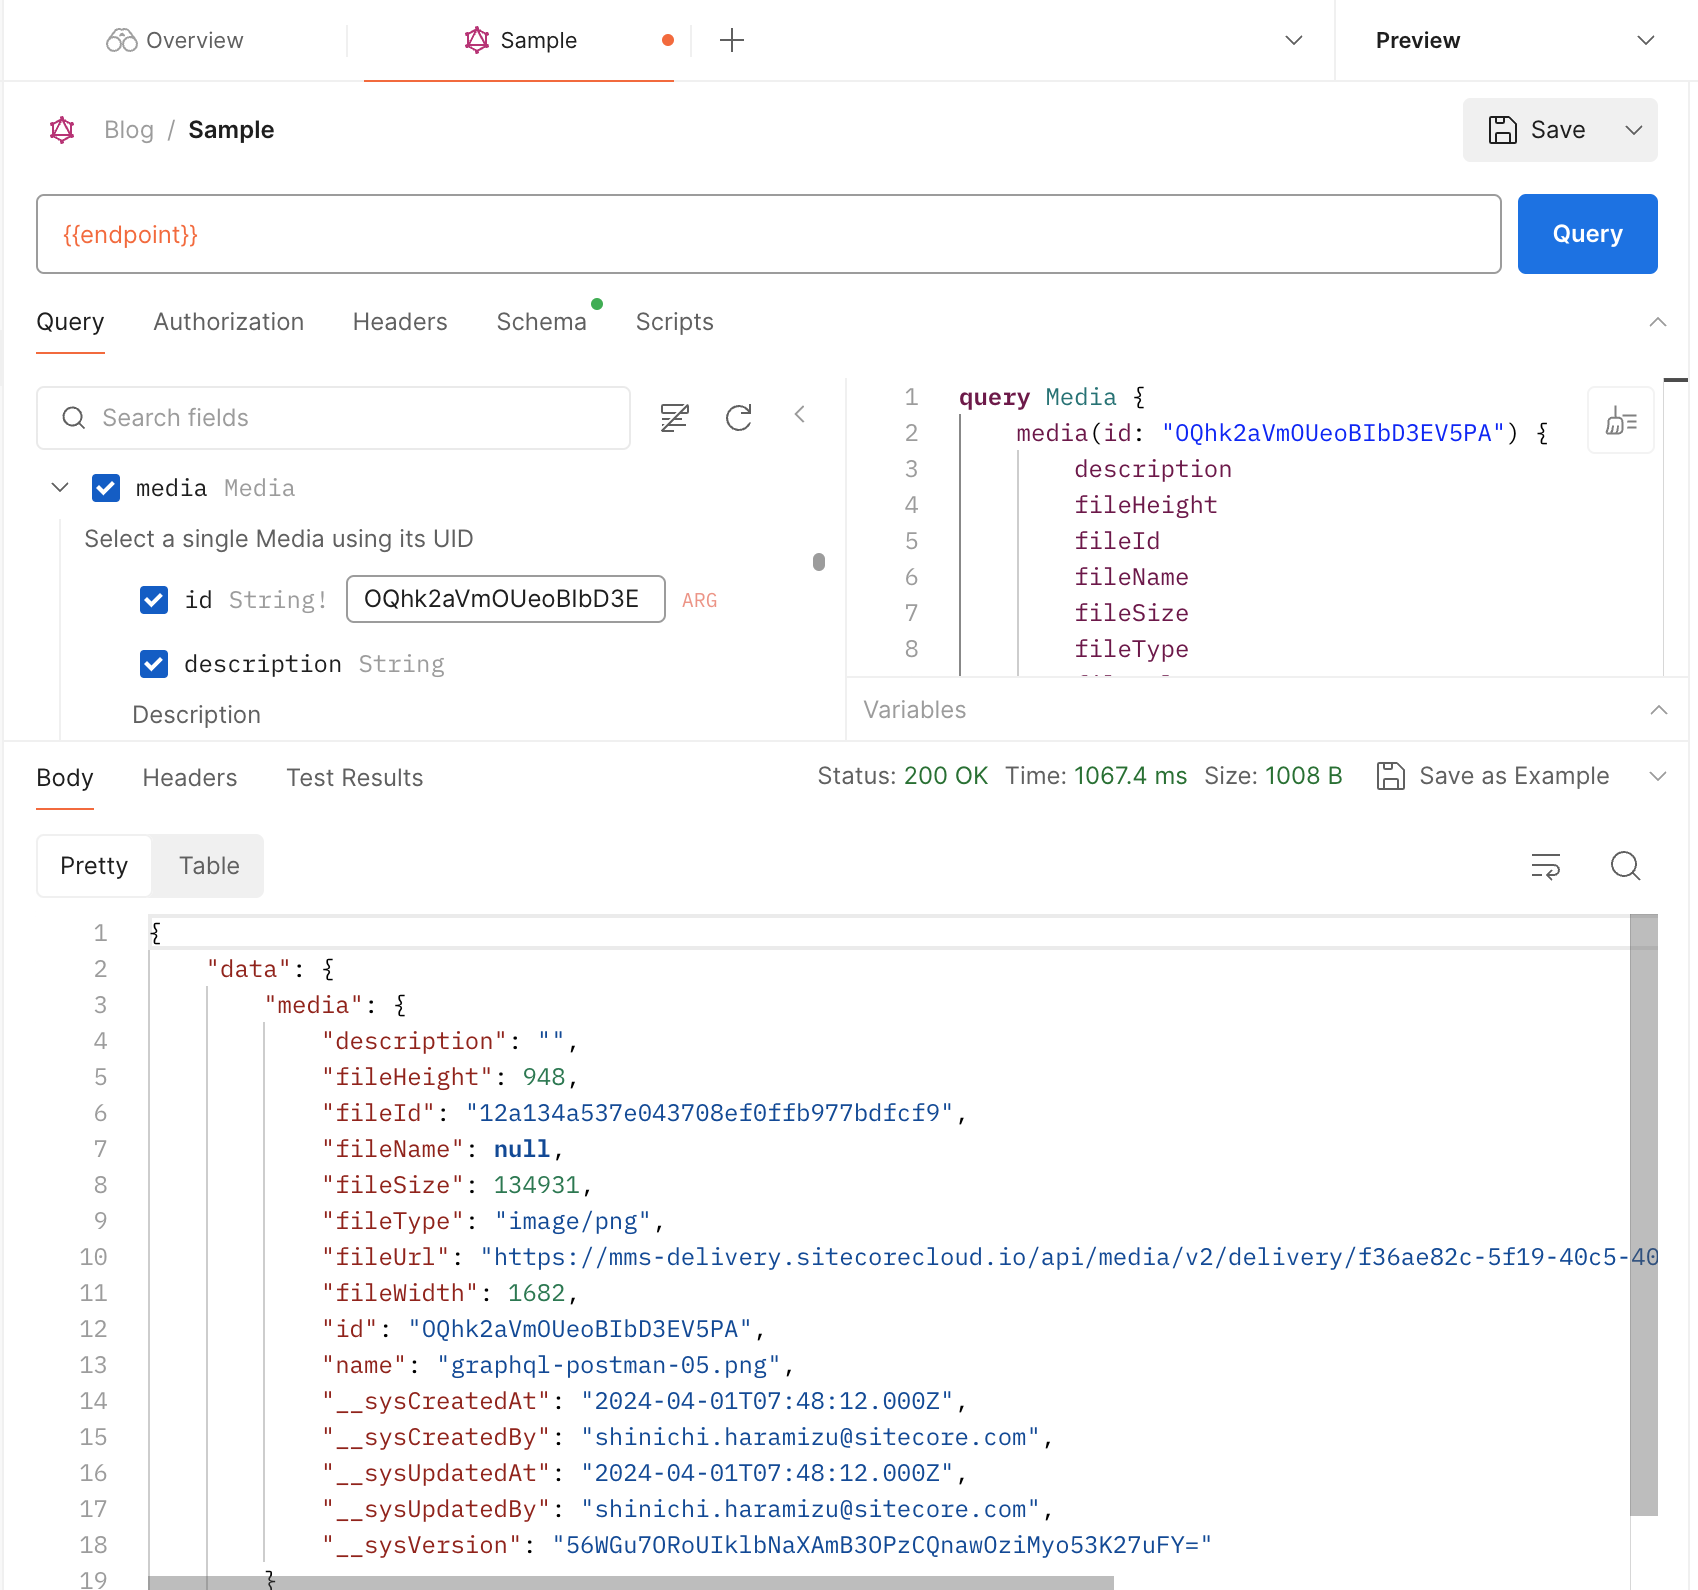 Overview
Sample
Preview
Blog / Sample
Save
{{endpoint}}
Query
Query
Authorization
Headers
Schema
Scripts
Search fields
media Media
Select a single Media using its UID
id String! OQhk2aVmOUeoBIbD3E ARG
description String
Description
1 query Media {
2 media(id: "OQhk2aVmOUeoBIbD3EV5PA") {
3 description
4 fileHeight
5 fileId
6 fileName
7 fileSize
8 fileType
Variables
Body
Headers
Test Results
Status: 200 OK Time: 1067.4 ms Size: 1008 B
Save as Example
Pretty
Table
1 {
2 "data": {
3 "media": {
4 "description": "",
5 "fileHeight": 948,
6 "fileId": "12a134a537e043708ef0ffb977bdfcf9",
7 "fileName": null,
8 "fileSize": 134931,
9 "fileType": "image/png",
10 "fileUrl": "https://mms-delivery.sitecorecloud.io/api/media/v2/delivery/f36ae82c-5f19-40c5-40
11 "fileWidth": 1682,
12 "id": "OQhk2aVmOUeoBIbD3EV5PA",
13 "name": "graphql-postman-05.png",
14 "__sysCreatedAt": "2024-04-01T07:48:12.000Z",
15 "__sysCreatedBy": "shinichi.haramizu@sitecore.com",
16 "__sysUpdatedAt": "2024-04-01T07:48:12.000Z",
17 "__sysUpdatedBy": "shinichi.haramizu@sitecore.com",
18 "__sysVersion": "56WGu7ORoUIklbNaXAmB3OPzCQnawOziMyo53K27uFY="
19 }